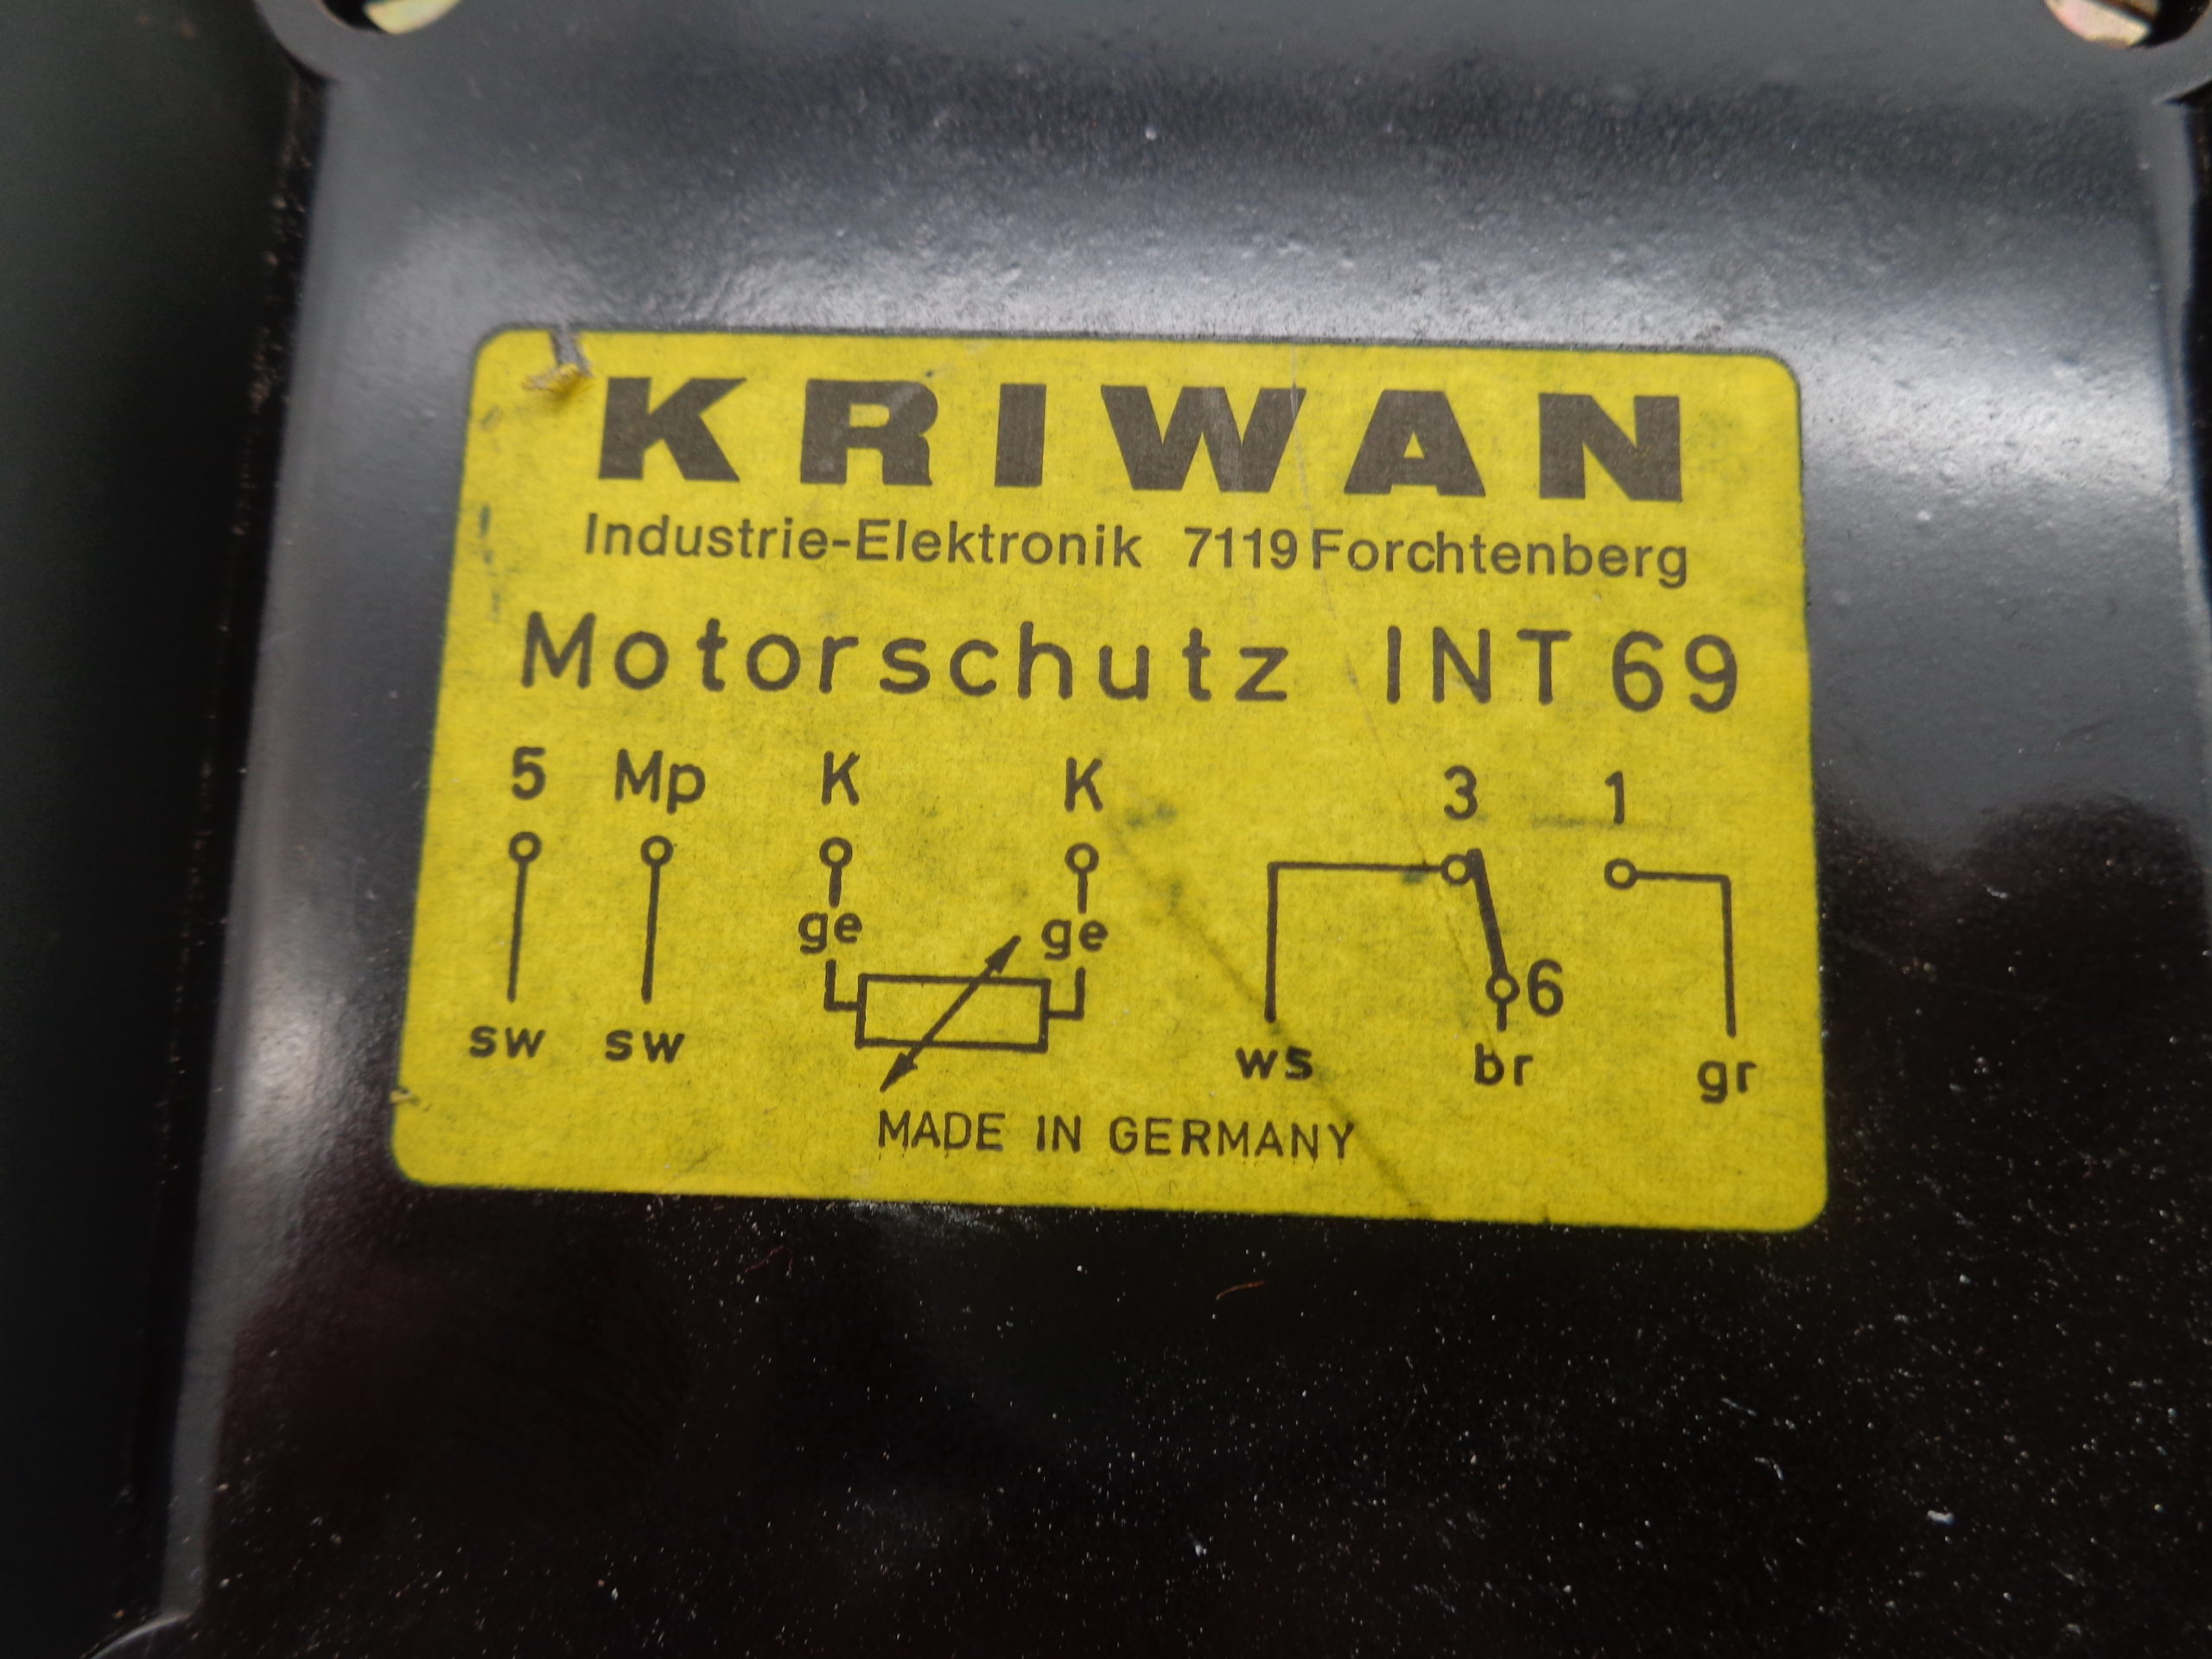 KRIWAN
Industrie-Elektronik 7119 Forchtenberg
Motorschutz INT 69
5 Mp K K 3 1
ge ge
6
sw sw ws br gr
MADE IN GERMANY